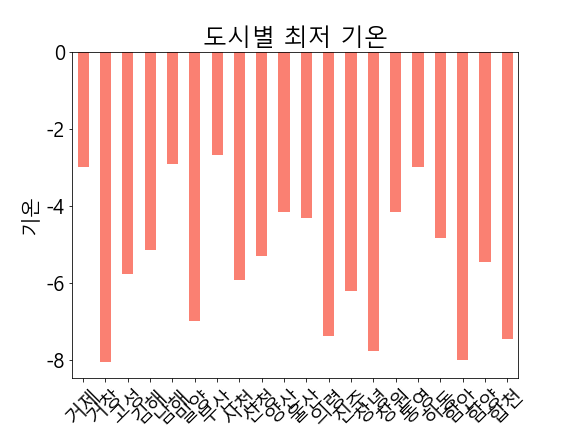 도시별 최저 기온
기온
0
-2
-4
-6
-8
거제
거창
고성
김해
남해
밀양
부산
사천
산청
양산
울산
의령
진주
창녕
창원
통영
하동
함안
함양
합천